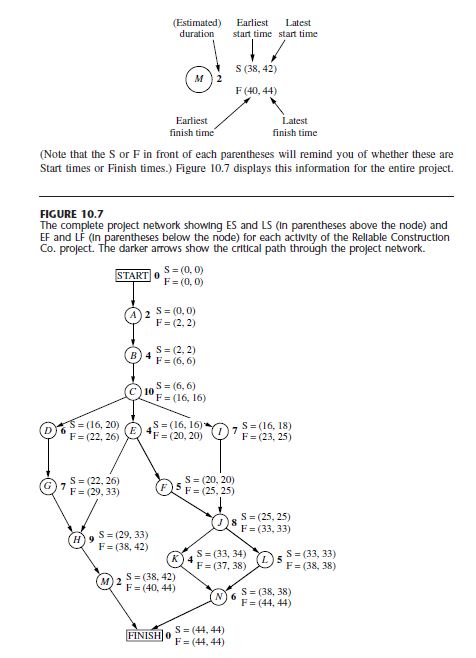 (Estimated) Earliest Latest
duration start time start time
S (38, 42)
M 2
F (40, 44)
Earliest Latest
finish time finish time
(Note that the S or F in front of each parentheses will remind you of whether these are
Start times or Finish times.) Figure 10.7 displays this information for the entire project.
FIGURE 10.7
The complete project network showing ES and LS (in parentheses above the node) and
EF and LF (in parentheses below the node) for each activity of the Reliable Construction
Co. project. The darker arrows show the critical path through the project network.
START 0 S = (0, 0)
F = (0, 0)
A 2 S = (0, 0)
F = (2, 2)
B 4 S = (2, 2)
F = (6, 6)
C 10 S = (6, 6)
F = (16, 16)
D 6 S = (16, 20) E 4 S = (16, 16) I 7 S = (16, 18)
F = (22, 26) F = (20, 20) F = (23, 25)
G 7 S = (22, 26) F 5 S = (20, 20)
F = (29, 33) F = (25, 25)
J 8 S = (25, 25)
F = (33, 33)
H 9 S = (29, 33)
F = (38, 42)
K 4 S = (33, 34) L 5 S = (33, 33)
F = (37, 38) F = (38, 38)
M 2 S = (38, 42)
F = (40, 44)
N 6 S = (38, 38)
F = (44, 44)
FINISH 0 S = (44, 44)
F = (44, 44)